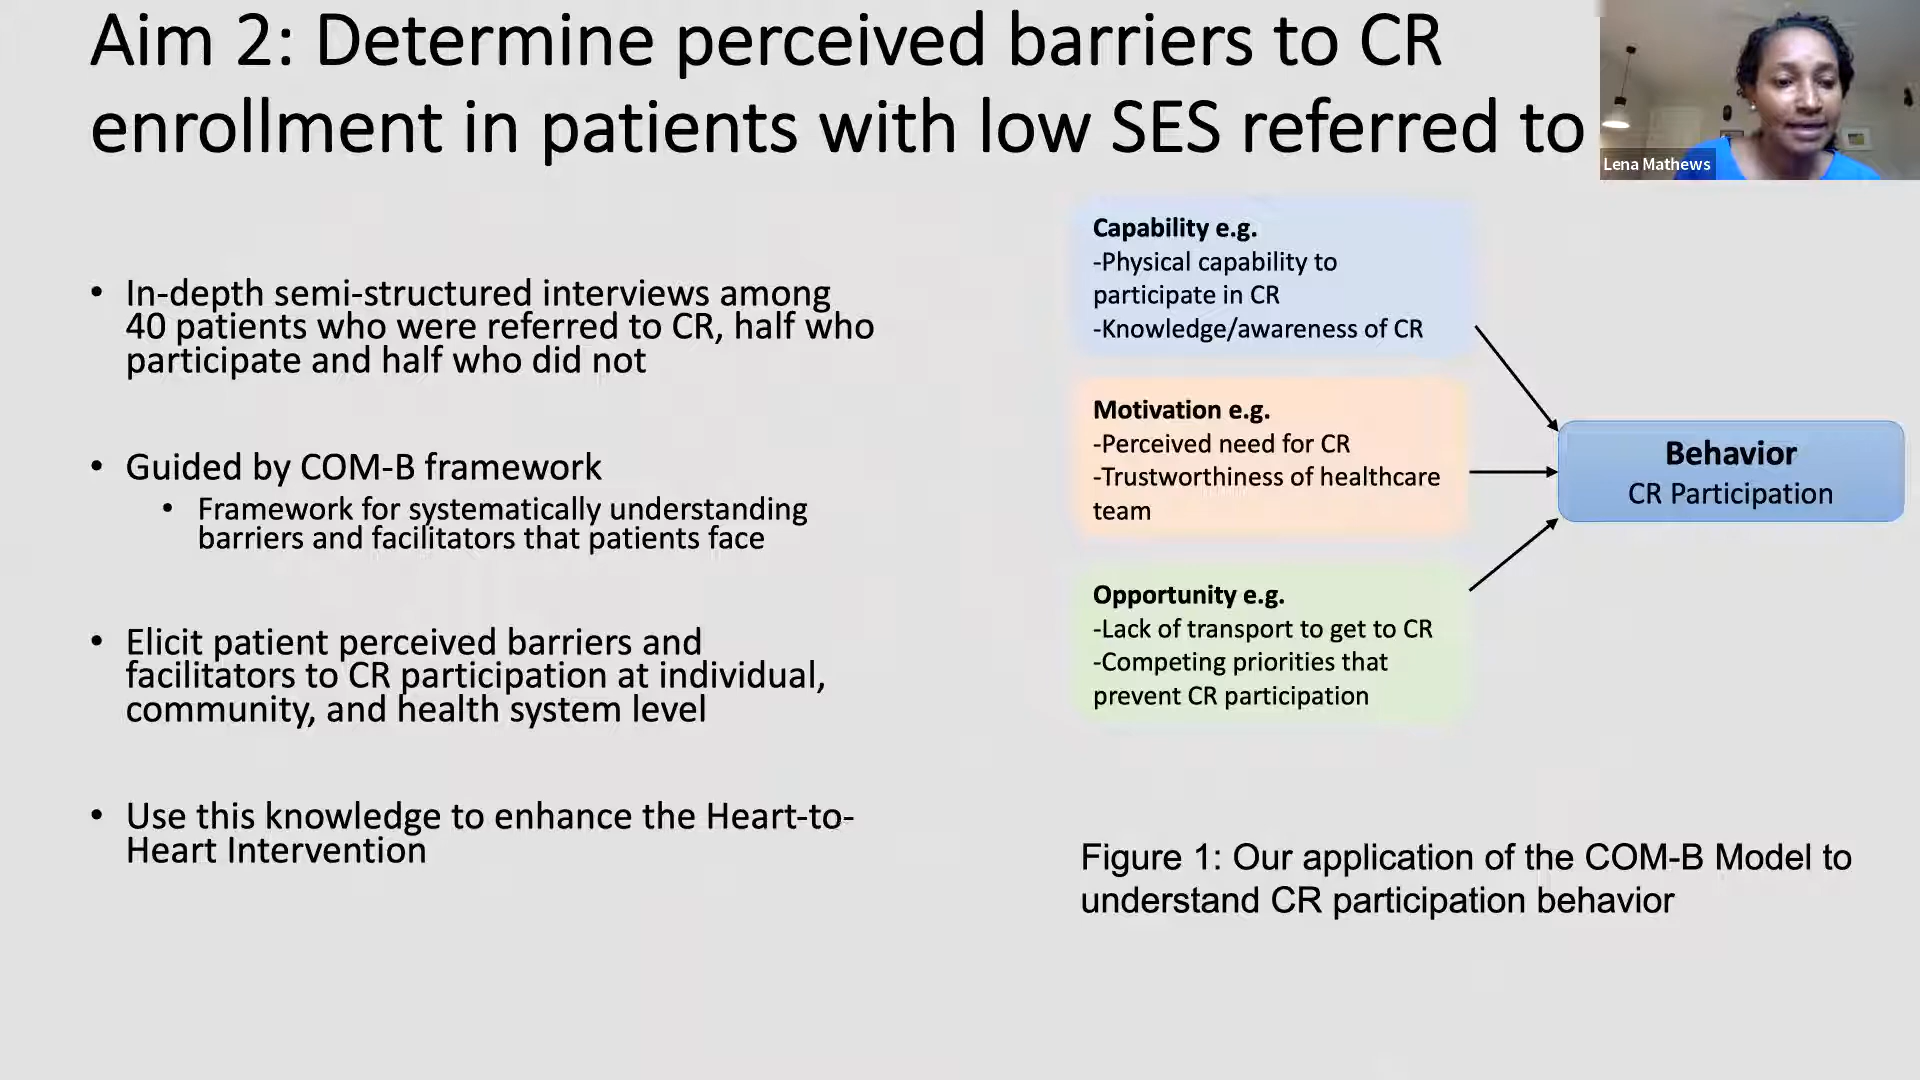 Aim 2: Determine perceived barriers to CR
enrollment in patients with low SES referred to
Lena Mathews
• In-depth semi-structured interviews among
40 patients who were referred to CR, half who
participate and half who did not
• Guided by COM-B framework
• Framework for systematically understanding
barriers and facilitators that patients face
• Elicit patient perceived barriers and
facilitators to CR participation at individual,
community, and health system level
• Use this knowledge to enhance the Heart-to-
Heart Intervention
Capability e.g.
-Physical capability to
participate in CR
-Knowledge/awareness of CR
Motivation e.g.
-Perceived need for CR
-Trustworthiness of healthcare
team
Opportunity e.g.
-Lack of transport to get to CR
-Competing priorities that
prevent CR participation
Behavior
CR Participation
Figure 1: Our application of the COM-B Model to
understand CR participation behavior